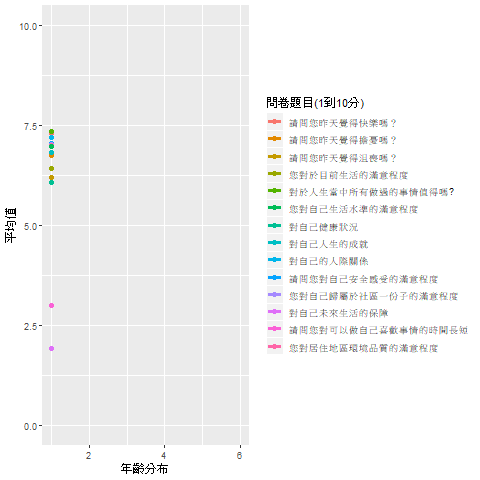 10.0
7.5
5.0
2.5
0.0
平均值
2
4
6
年齡分布
問卷題目(1到10分)
請問您昨天覺得快樂嗎？
請問您昨天覺得擔憂嗎？
請問您昨天覺得沮喪嗎？
您對於目前生活的滿意程度
對於人生當中所有做過的事情值得嗎?
您對自己生活水準的滿意程度
對自己健康狀況
對自己人生的成就
對自己的人際關係
請問您對自己安全感受的滿意程度
您對自己歸屬於社區一份子的滿意程度
對自己未來生活的保障
請問您對可以做自己喜歡事情的時間長短
您對居住地區環境品質的滿意程度